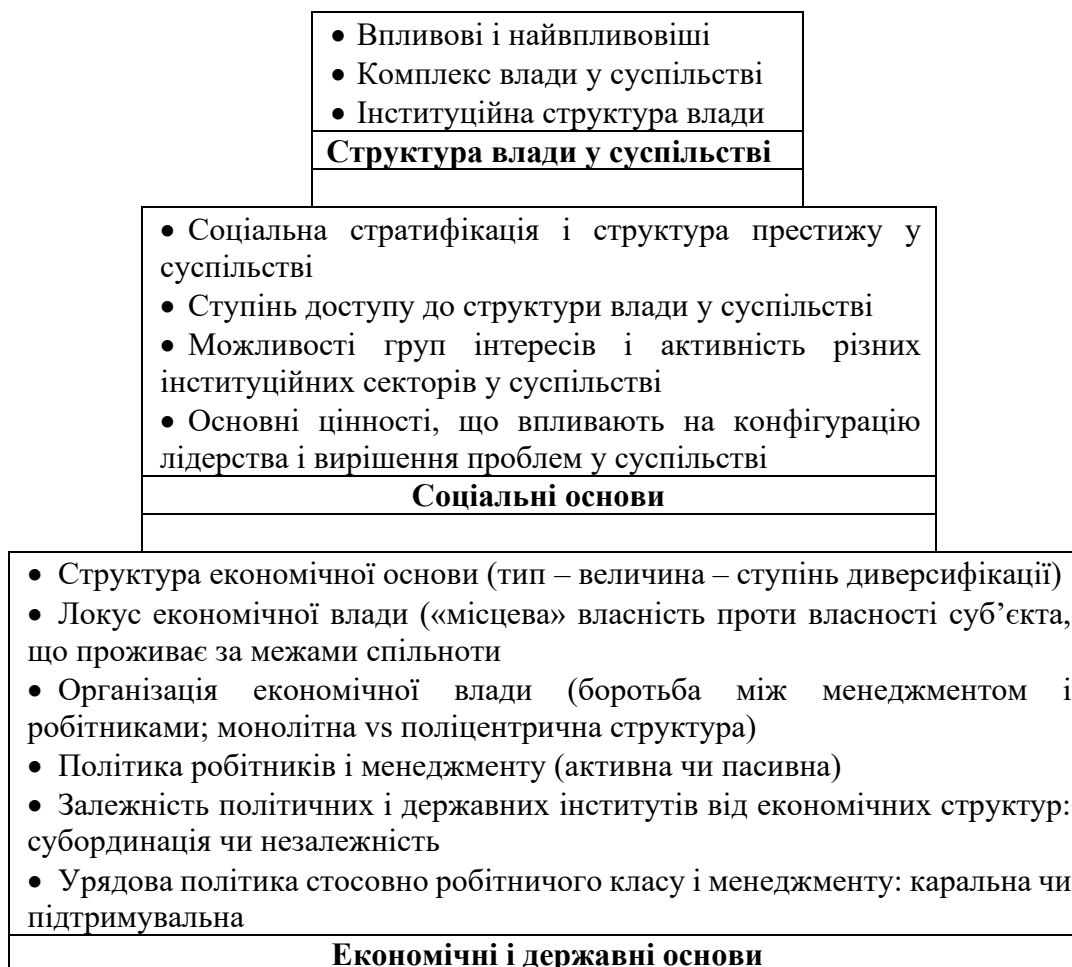 • Впливові і найвпливовіші
• Комплекс влади у суспільстві
• Інституційна структура влади
Структура влади у суспільстві
• Соціальна стратифікація і структура престижу у
суспільстві
• Ступінь доступу до структури влади у суспільстві
• Можливості груп інтересів і активність різних
інституційних секторів у суспільстві
• Основні цінності, що впливають на конфігурацію
лідерства і вирішення проблем у суспільстві
Соціальні основи
• Структура економічної основи (тип – величина – ступінь диверсифікації)
• Локус економічної влади («місцева» власність проти власності суб’єкта,
що проживає за межами спільноти
• Організація економічної влади (боротьба між менеджментом і
робітниками; монолітна vs поліцентрична структура)
• Політика робітників і менеджменту (активна чи пасивна)
• Залежність політичних і державних інститутів від економічних структур:
субординація чи незалежність
• Урядова політика стосовно робітничого класу і менеджменту: каральна чи
підтримувальна
Економічні і державні основи